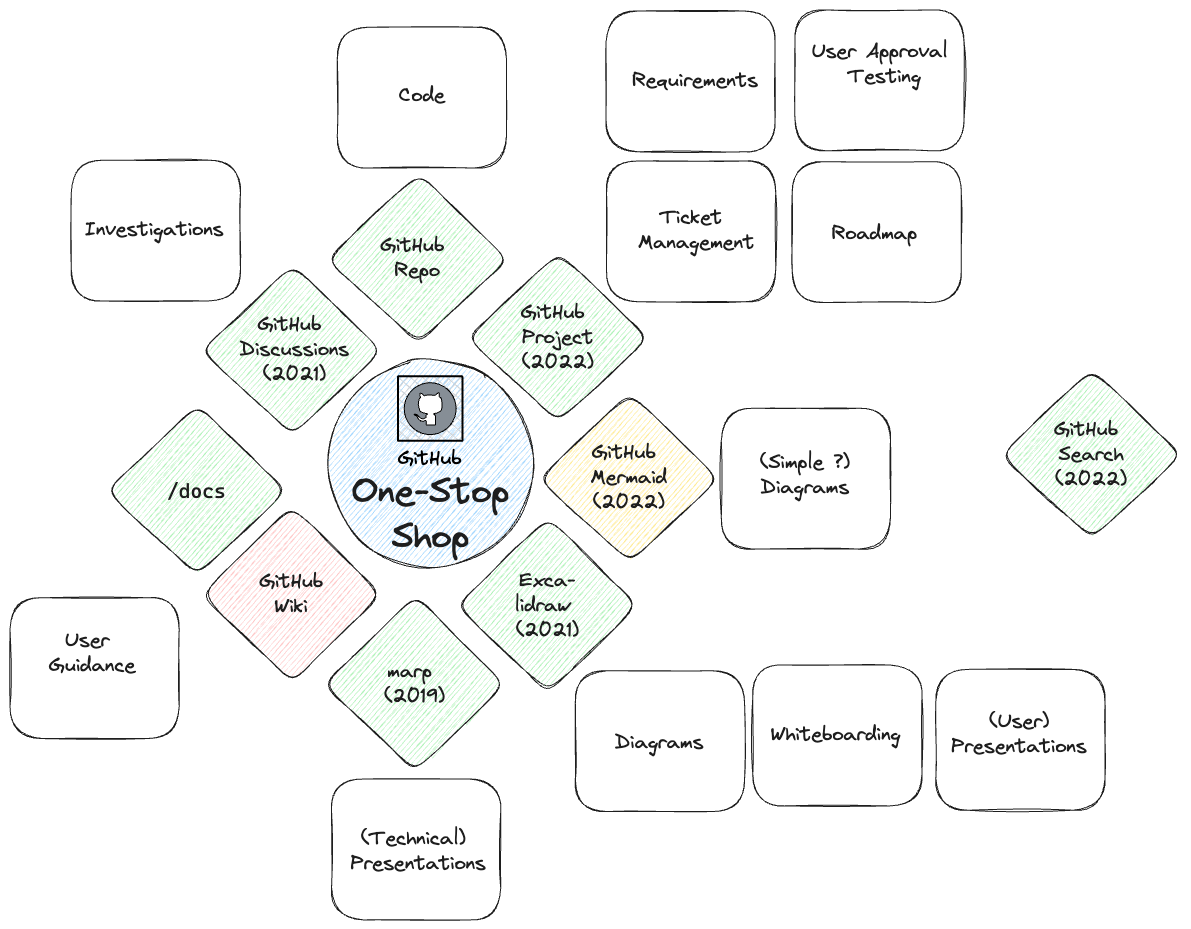 Code
Requirements
User Approval
Testing
Investigations
Ticket
Management
Roadmap
GitHub
Repo
GitHub
Discussions
(2021)
GitHub
Project
(2022)
GitHub
One-Stop
Shop
/docs
GitHub
Mermaid
(2022)
(Simple ?)
Diagrams
GitHub
Search
(2022)
GitHub
Wiki
Exca-
lidraw
(2021)
User
Guidance
marp
(2019)
Diagrams
Whiteboarding
(User)
Presentations
(Technical)
Presentations